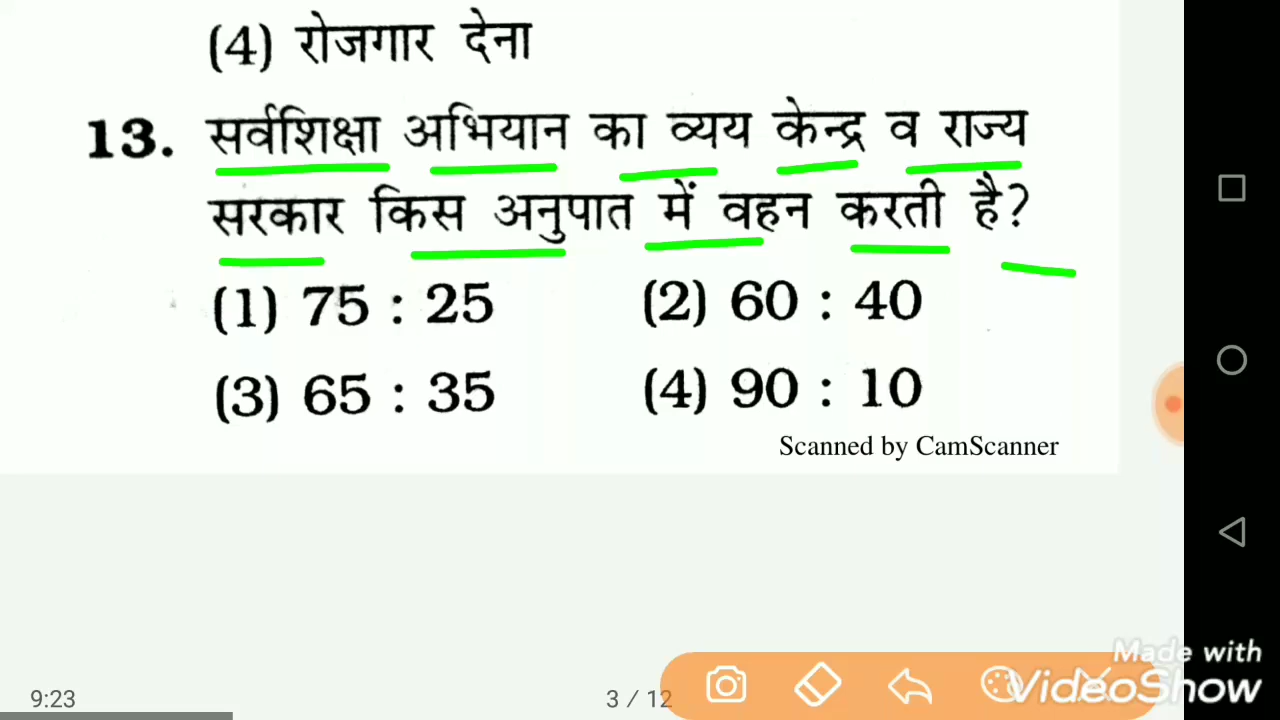 (4) रोजगार देना
13. सर्वशिक्षा अभियान का व्यय केन्द्र व राज्य
सरकार किस अनुपात में वहन करती है?
(1) 75 : 25 (2) 60 : 40
(3) 65 : 35 (4) 90 : 10
Scanned by CamScanner
9:23
3 / 12
Made with
VideoShow